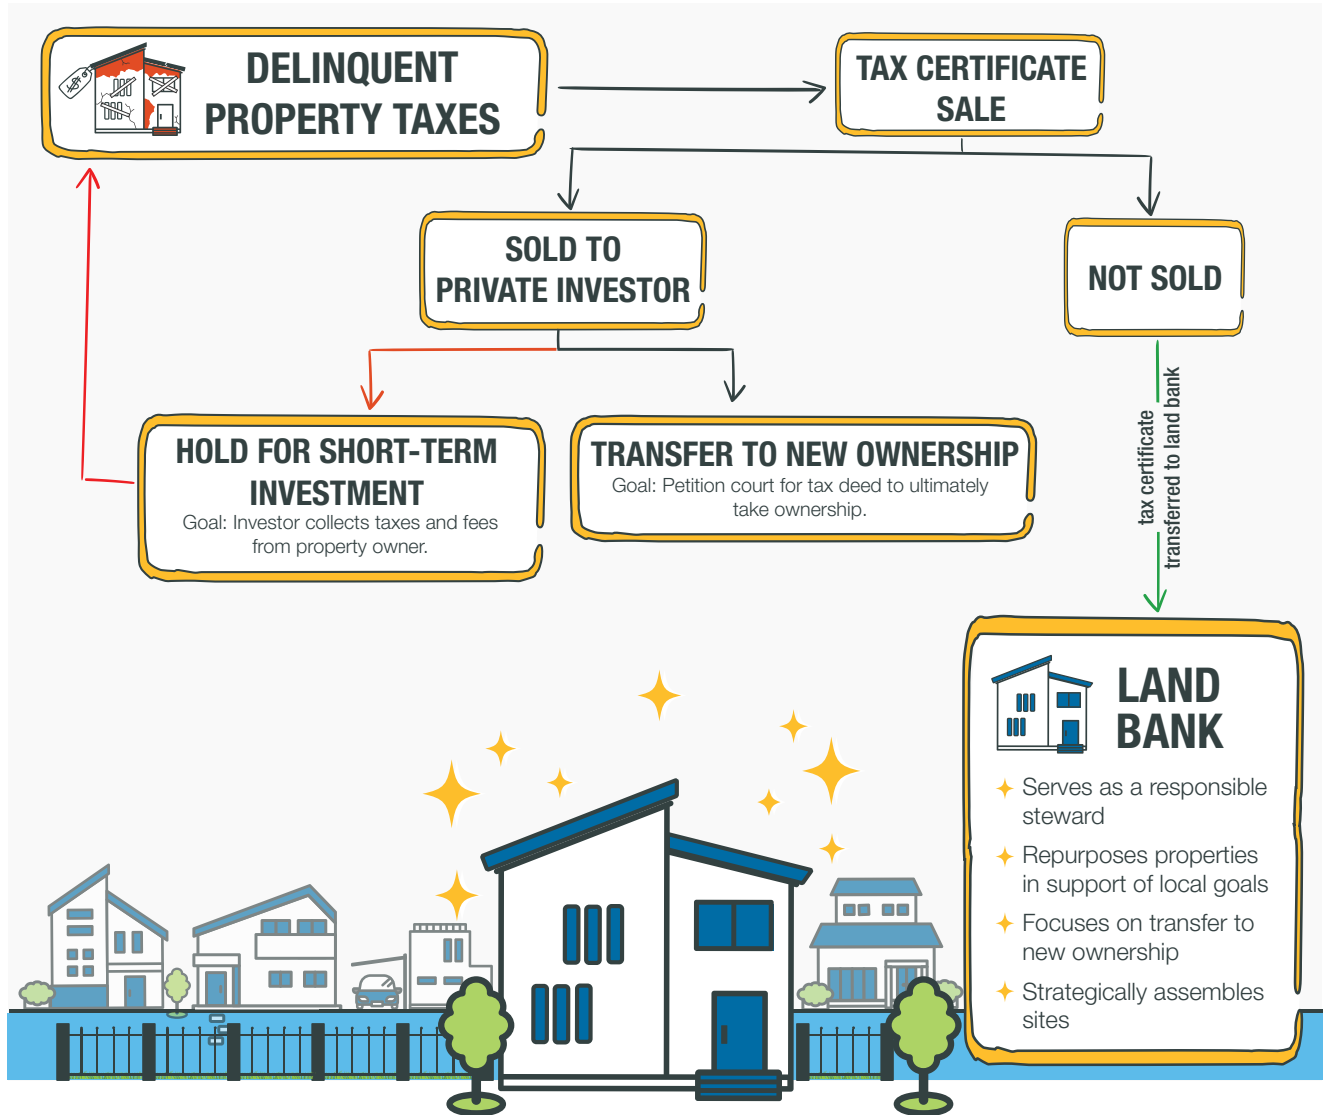 DELINQUENT
PROPERTY TAXES
$
TAX CERTIFICATE
SALE
SOLD TO
PRIVATE INVESTOR
NOT SOLD
HOLD FOR SHORT-TERM
INVESTMENT
Goal: Investor collects taxes and fees
from property owner.
TRANSFER TO NEW OWNERSHIP
Goal: Petition court for tax deed to ultimately
take ownership.
tax certificate
transferred to land bank
LAND
BANK
Serves as a responsible
steward
Repurposes properties
in support of local goals
Focuses on transfer to
new ownership
Strategically assembles
sites